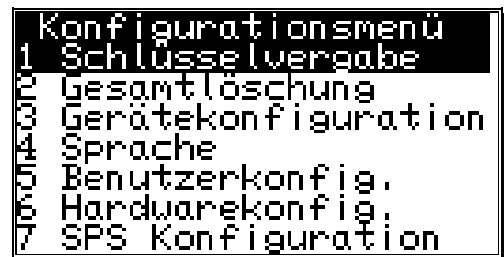 Konfigurationsmenü
1 Schlüsselvergabe
2 Gesamtlöschung
3 Gerätekonfiguration
4 Sprache
5 Benutzerkonfig.
6 Hardwarekonfig.
7 SPS Konfiguration